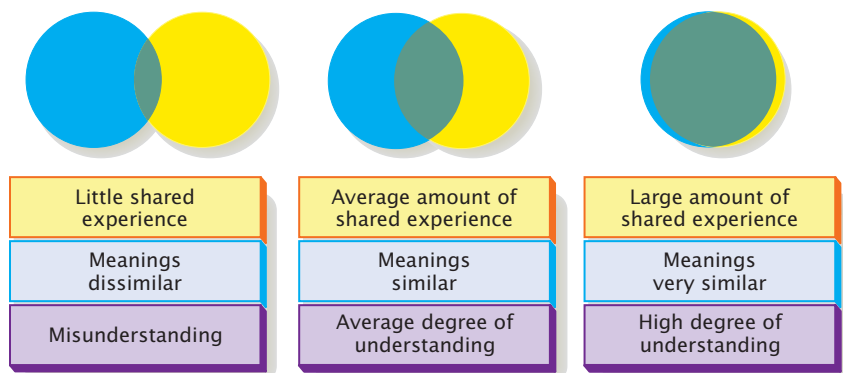 Little shared
experience
Meanings
dissimilar
Misunderstanding
Average amount of
shared experience
Meanings
similar
Average degree of
understanding
Large amount of
shared experience
Meanings
very similar
High degree of
understanding